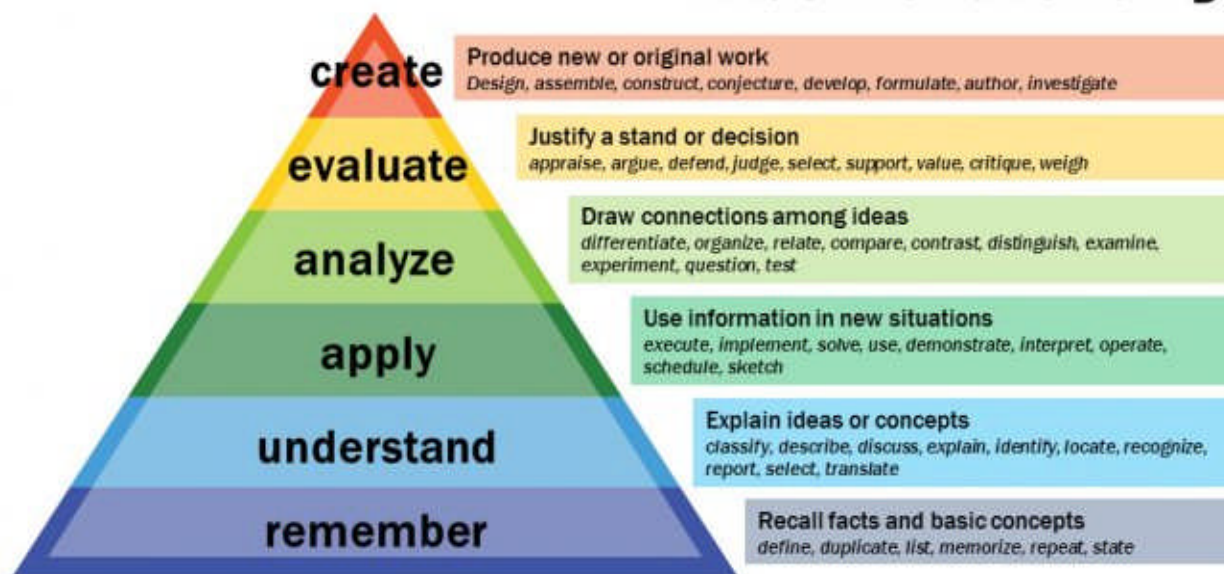 create
Produce new or original work
Design, assemble, construct, conjecture, develop, formulate, author, investigate
evaluate
Justify a stand or decision
appraise, argue, defend, judge, select, support, value, critique, weigh
analyze
Draw connections among ideas
differentiate, organize, relate, compare, contrast, distinguish, examine,
experiment, question, test
apply
Use information in new situations
execute, implement, solve, use, demonstrate, interpret, operate,
schedule, sketch
understand
Explain ideas or concepts
classify, describe, discuss, explain, identify, locate, recognize,
report, select, translate
remember
Recall facts and basic concepts
define, duplicate, list, memorize, repeat, state